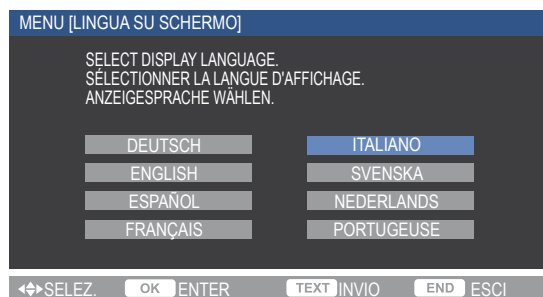 MENU [LINGUA SU SCHERMO]
SELECT DISPLAY LANGUAGE.
SÉLECTIONNER LA LANGUE D'AFFICHAGE.
ANZEIGESPRACHE WÄHLEN.
DEUTSCH ITALIANO
ENGLISH SVENSKA
ESPAÑOL NEDERLANDS
FRANÇAIS PORTUGEUSE
SELEZ. OK ENTER TEXT INVIO END ESCI